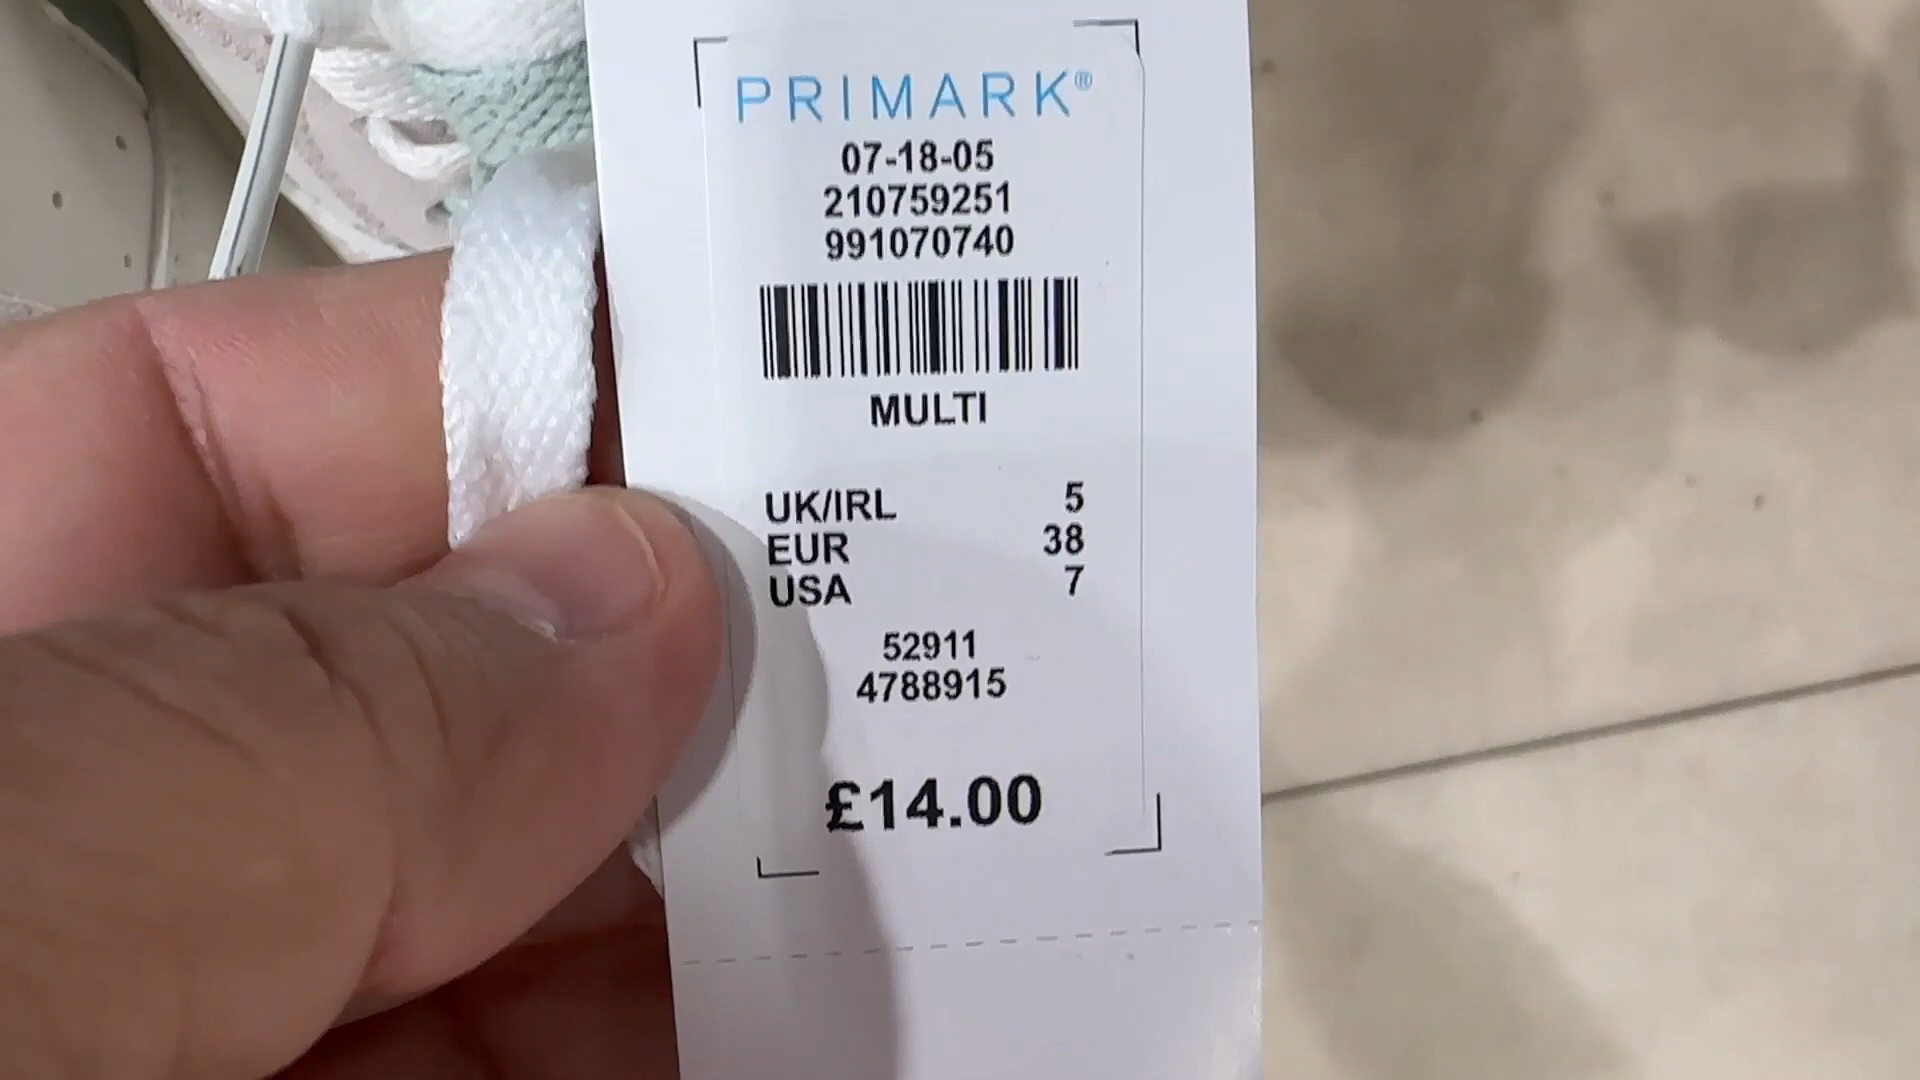 PRIMARK®
07-18-05
210759251
991070740
MULTI
UK/IRL 5
EUR 38
USA 7
52911
4788915
£14.00